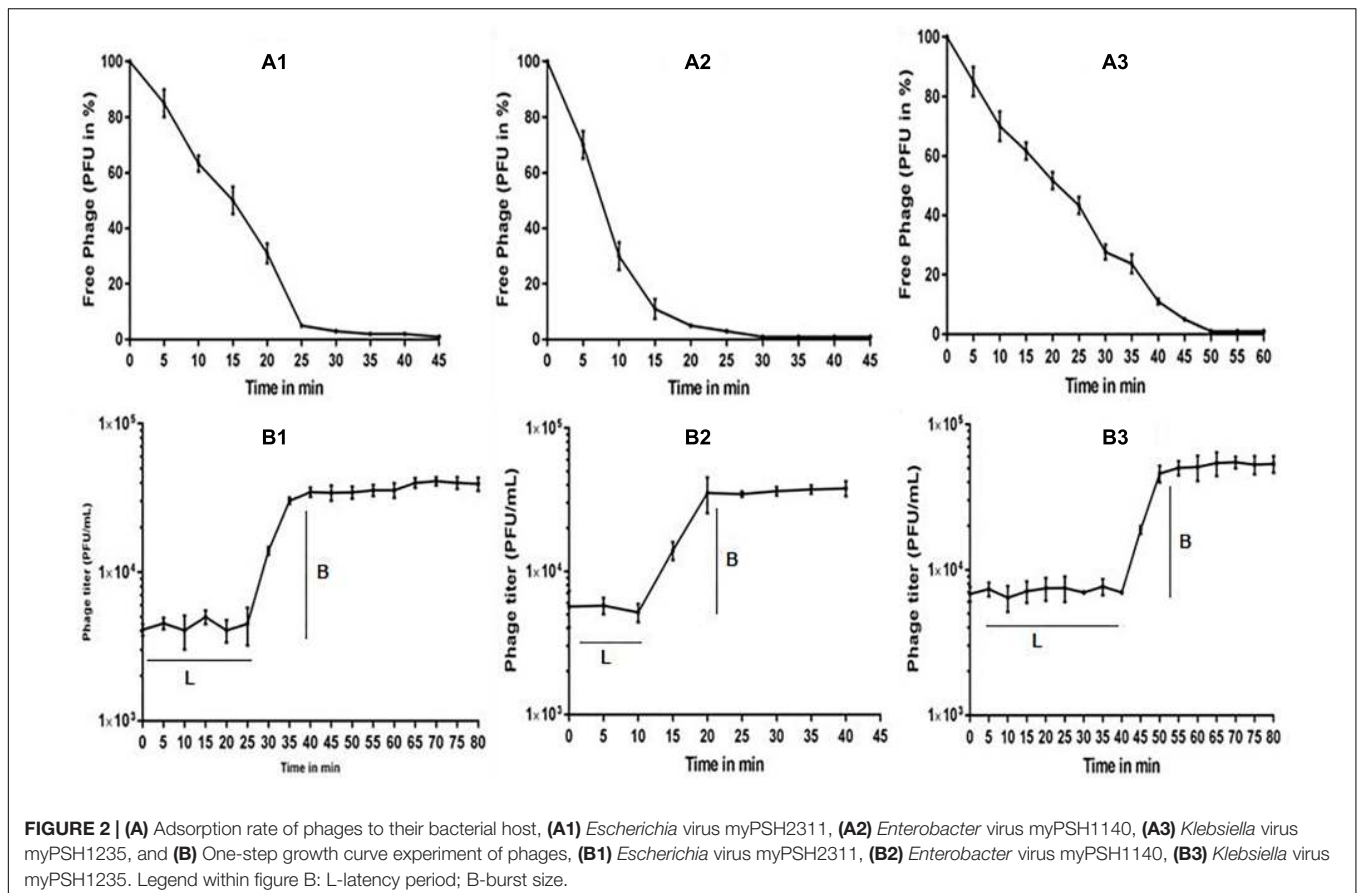 A1
A2
A3
Free Phage (PFU in %)
100
80
60
40
20
0
0 5 10 15 20 25 30 35 40 45
Time in min
Free Phage (PFU in %)
100
80
60
40
20
0
0 5 10 15 20 25 30 35 40 45
Time in min
Free Phage (PFU in %)
100
80
60
40
20
0
0 5 10 15 20 25 30 35 40 45 50 55 60
Time in min
B1
B2
B3
Phage titer (PFU/mL)
1×10⁵
1×10⁴
1×10³
B
L
0 5 10 15 20 25 30 35 40 45 50 55 60 65 70 75 80
Time in min
Phage titer (PFU/mL)
1×10⁵
1×10⁴
1×10³
B
L
0 5 10 15 20 25 30 35 40 45
Time in min
Phage titer (PFU/mL)
1×10⁵
1×10⁴
1×10³
B
L
0 5 10 15 20 25 30 35 40 45 50 55 60 65 70 75 80
Time in min
FIGURE 2 | (A) Adsorption rate of phages to their bacterial host, (A1) Escherichia virus myPSH2311, (A2) Enterobacter virus myPSH1140, (A3) Klebsiella virus
myPSH1235, and (B) One-step growth curve experiment of phages, (B1) Escherichia virus myPSH2311, (B2) Enterobacter virus myPSH1140, (B3) Klebsiella virus
myPSH1235. Legend within figure B: L-latency period; B-burst size.